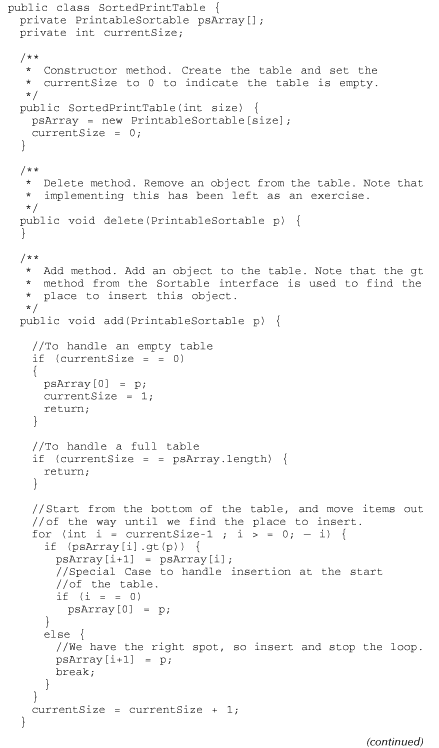 public class SortedPrintTable {
private PrintableSortable psArray[];
private int currentSize;
/**
* Constructor method. Create the table and set the
* currentSize to 0 to indicate the table is empty.
*/
public SortedPrintTable(int size) {
psArray = new PrintableSortable[size];
currentSize = 0;
}
/**
* Delete method. Remove an object from the table. Note that
* implementing this has been left as an exercise.
*/
public void delete(PrintableSortable p) {
}
/**
* Add method. Add an object to the table. Note that the gt
* method from the Sortable interface is used to find the
* place to insert this object.
*/
public void add(PrintableSortable p) {
//To handle an empty table
if (currentSize = = 0)
{
psArray[0] = p;
currentSize = 1;
return;
}
//To handle a full table
if (currentSize = = psArray.length) {
return;
}
//Start from the bottom of the table, and move items out
//of the way until we find the place to insert.
for (int i = currentSize-1 ; i > = 0; — i) {
if (psArray[i].gt(p)) {
psArray[i+1] = psArray[i];
//Special Case to handle insertion at the start
//of the table.
if (i = = 0)
psArray[0] = p;
}
else {
//We have the right spot, so insert and stop the loop.
psArray[i+1] = p;
break;
}
}
currentSize = currentSize + 1;
}
(continued)